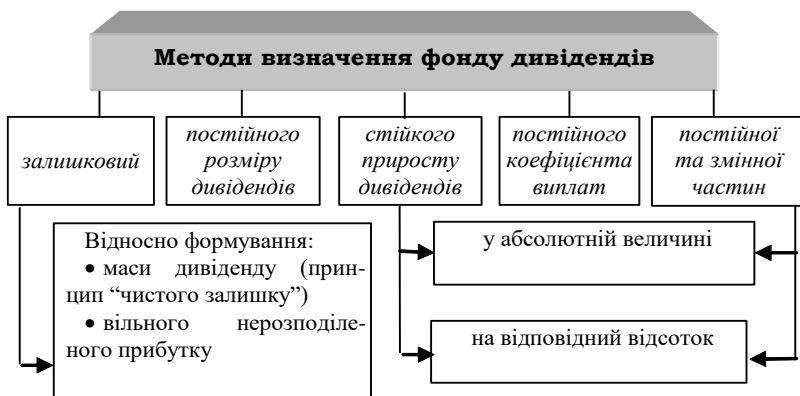 Методи визначення фонду дивідендів
залишковий
постійного
розміру
дивідендів
стійкого
приросту
дивідендів
постійного
коефіцієнта
виплат
постійної
та змінної
частин
Відносно формування:
• маси дивіденду (прин-
цип “чистого залишку”)
• вільного нерозподіле-
ного прибутку
у абсолютній величині
на відповідний відсоток